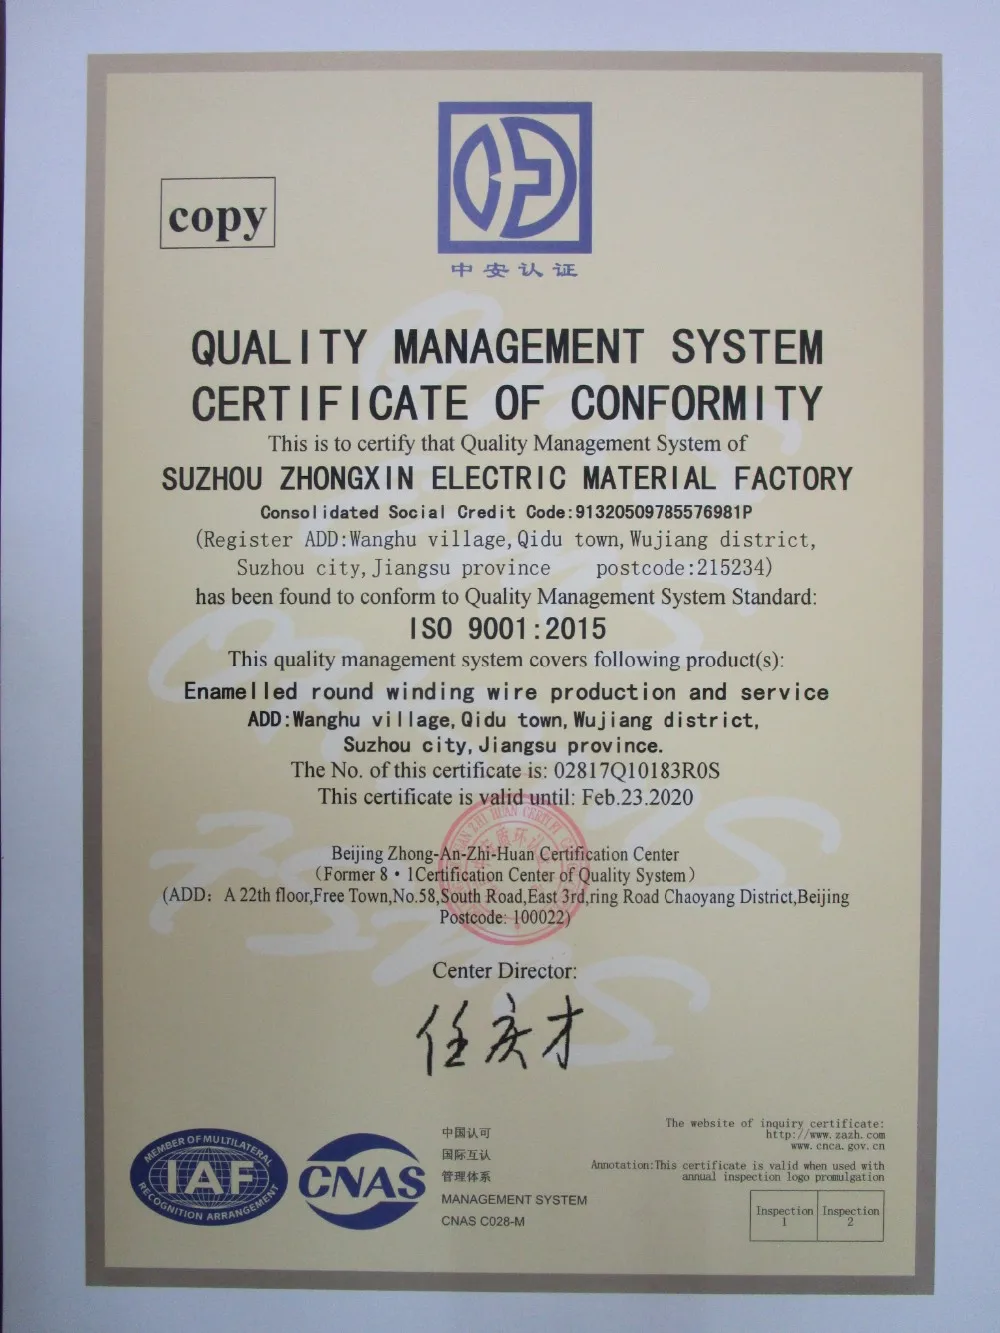 copy
中安认证
QUALITY MANAGEMENT SYSTEM
CERTIFICATE OF CONFORMITY
This is to certify that Quality Management System of
SUZHOU ZHONGXIN ELECTRIC MATERIAL FACTORY
Consolidated Social Credit Code:91320509785576981P
(Register ADD:Wanghu village,Qidu town,Wujiang district,
Suzhou city,Jiangsu province postcode:215234)
has been found to conform to Quality Management System Standard:
ISO 9001:2015
This quality management system covers following product(s):
Enamelled round winding wire production and service
ADD:Wanghu village,Qidu town,Wujiang district,
Suzhou city,Jiangsu province.
The No. of this certificate is: 02817Q10183R0S
This certificate is valid until: Feb.23.2020
Beijing Zhong-An-Zhi-Huan Certification Center
(Former 8·1Certification Center of Quality System)
(ADD: A 22th floor,Free Town,No.58,South Road,East 3rd,ring Road Chaoyang District,Beijing
Postcode: 100022)
Center Director:
任庆才
MEMBER OF MULTILATERAL
IAF
RECOGNITION ARRANGEMENT
CNAS
中国认可
国际互认
管理体系
MANAGEMENT SYSTEM
CNAS C028-M
The website of inquiry certificate:
http://www.zazh.com
www.cnca.gov.cn
Annotation:This certificate is valid when used with
annual inspection logo promulgation
Inspection 1
Inspection 2